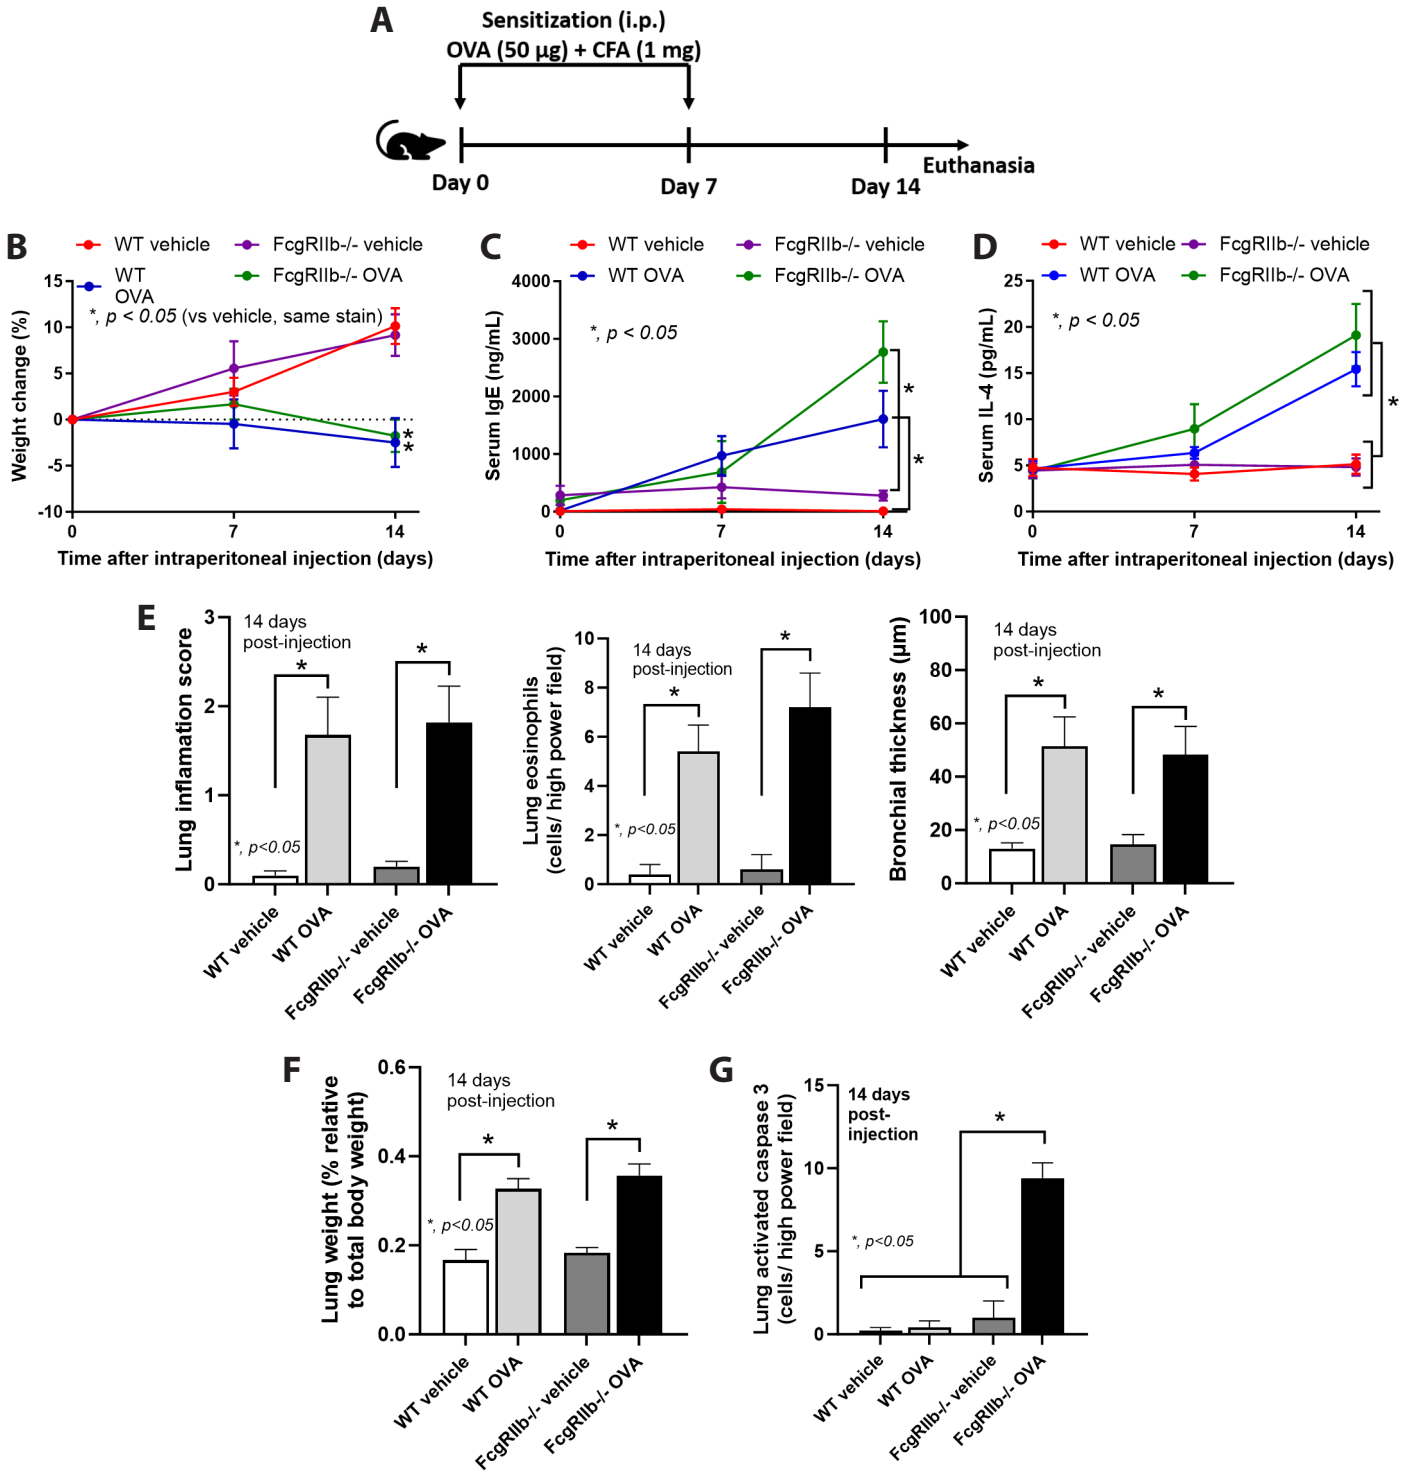 A
Sensitization (i.p.)
OVA (50 µg) + CFA (1 mg)
Day 0
Day 7
Day 14
Euthanasia
B
WT vehicle
FcgRIIb-/- vehicle
WT
OVA
FcgRIIb-/- OVA
*, p < 0.05 (vs vehicle, same stain)
Weight change (%)
15
10
5
0
-5
-10
*
*
0
7
14
Time after intraperitoneal injection (days)
C
WT vehicle
FcgRIIb-/- vehicle
WT OVA
FcgRIIb-/- OVA
*, p < 0.05
Serum IgE (ng/mL)
4000
3000
2000
1000
0
*
*
0
7
14
Time after intraperitoneal injection (days)
D
WT vehicle
FcgRIIb-/- vehicle
WT OVA
FcgRIIb-/- OVA
*, p < 0.05
Serum IL-4 (pg/mL)
25
20
15
10
5
0
*
0
7
14
Time after intraperitoneal injection (days)
E
Lung inflamation score
3
2
1
0
14 days
post-injection
*
*
*, p<0.05
WT vehicle
WT OVA
FcgRIIb-/- vehicle
FcgRIIb-/- OVA
Lung eosinophils
(cells/ high power field)
10
8
6
4
2
0
14 days
post-injection
*
*
*, p<0.05
WT vehicle
WT OVA
FcgRIIb-/- vehicle
FcgRIIb-/- OVA
Bronchial thickness (µm)
100
80
60
40
20
0
14 days
post-injection
*
*
*, p<0.05
WT vehicle
WT OVA
FcgRIIb-/- vehicle
FcgRIIb-/- OVA
F
Lung weight (% relative
to total body weight)
0.6
0.4
0.2
0.0
14 days
post-injection
*
*
*, p<0.05
WT vehicle
WT OVA
FcgRIIb-/- vehicle
FcgRIIb-/- OVA
G
Lung activated caspase 3
(cells/ high power field)
15
10
5
0
14 days
post-
injection
*
*, p<0.05
WT vehicle
WT OVA
FcgRIIb-/- vehicle
FcgRIIb-/- OVA